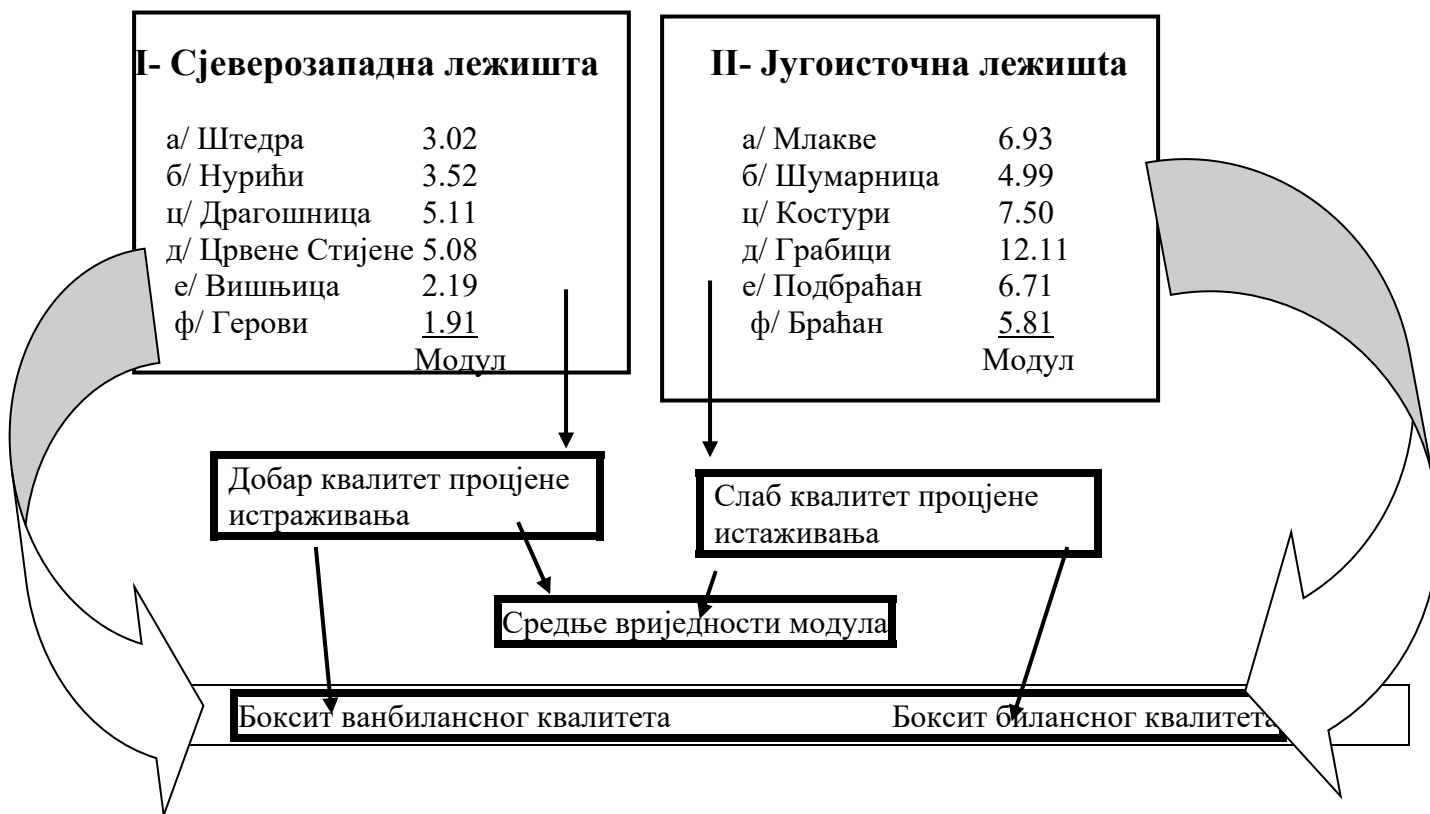 I- Сјеверозападна лежишта
а/ Штедра 3.02
б/ Нурићи 3.52
ц/ Драгошница 5.11
д/ Црвене Стијене 5.08
е/ Вишњица 2.19
ф/ Герови 1.91
Модул
II- Југоисточна лежишta
а/ Млакве 6.93
б/ Шумарница 4.99
ц/ Костури 7.50
д/ Грабици 12.11
е/ Подбраћан 6.71
ф/ Браћан 5.81
Модул
Добар квалитет процјене
истраживања
Слаб квалитет процјене
истаживања
Средње вриједности модула
Боксит ванбилансног квалитета Боксит билансног квалитета